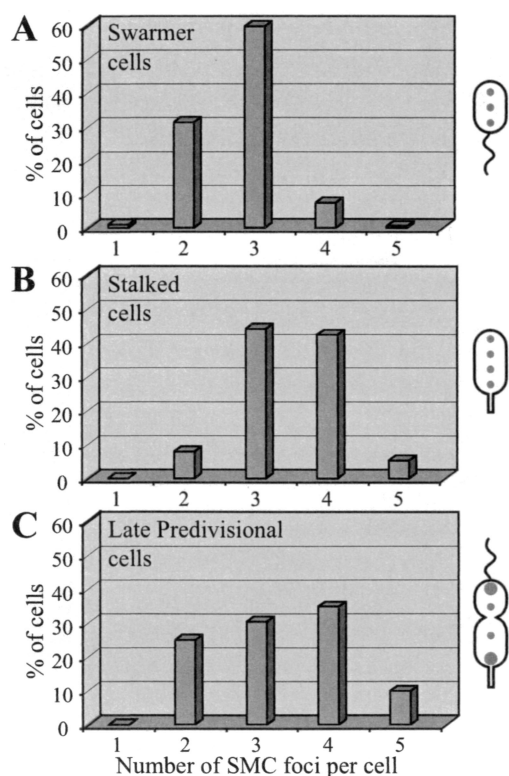 A
Swarmer
cells
% of cells
60
50
40
30
20
10
0
1 2 3 4 5
B
Stalked
cells
% of cells
60
50
40
30
20
10
0
1 2 3 4 5
C
Late Predivisional
cells
% of cells
60
50
40
30
20
10
0
1 2 3 4 5
Number of SMC foci per cell